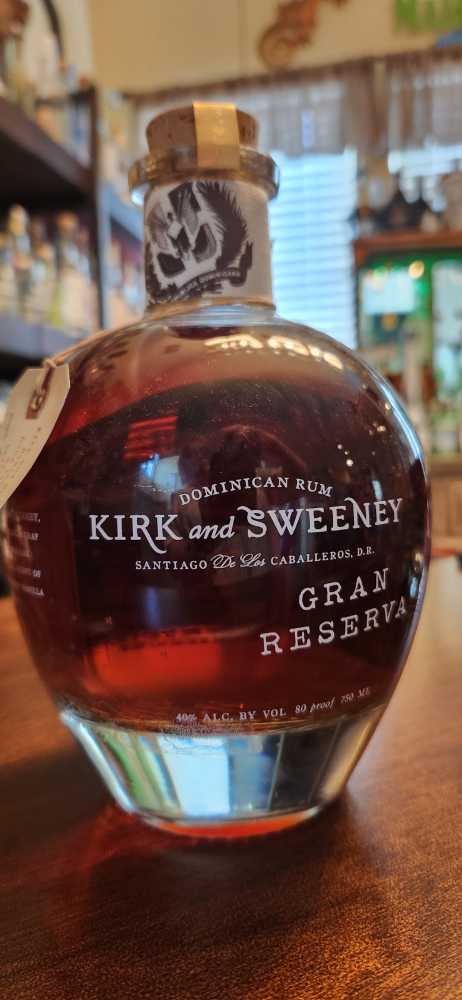 DOMINICAN RUM
KIRK and SWEENEY
SANTIAGO De Los CABALLEROS, D.R.
GRAN
RESERVA
40% ALC. BY VOL 80 proof 750 ML